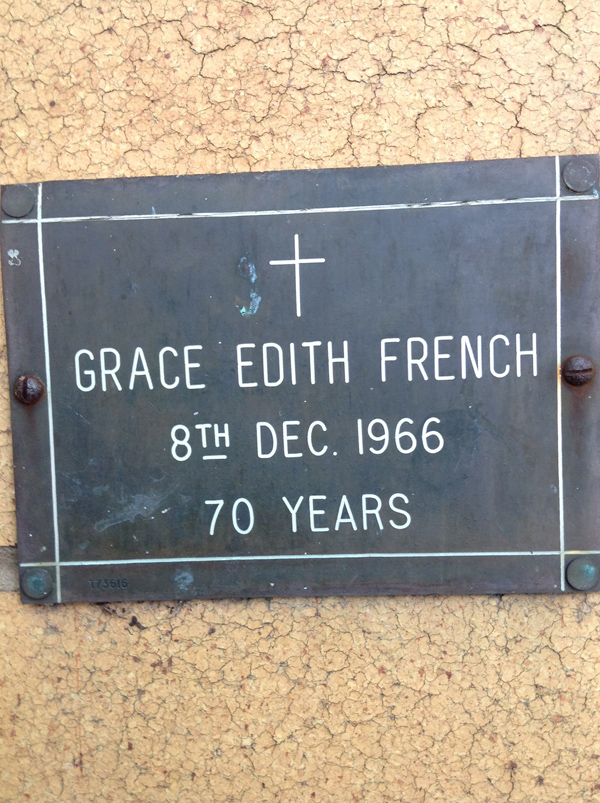 GRACE EDITH FRENCH
8TH DEC. 1966
70 YEARS